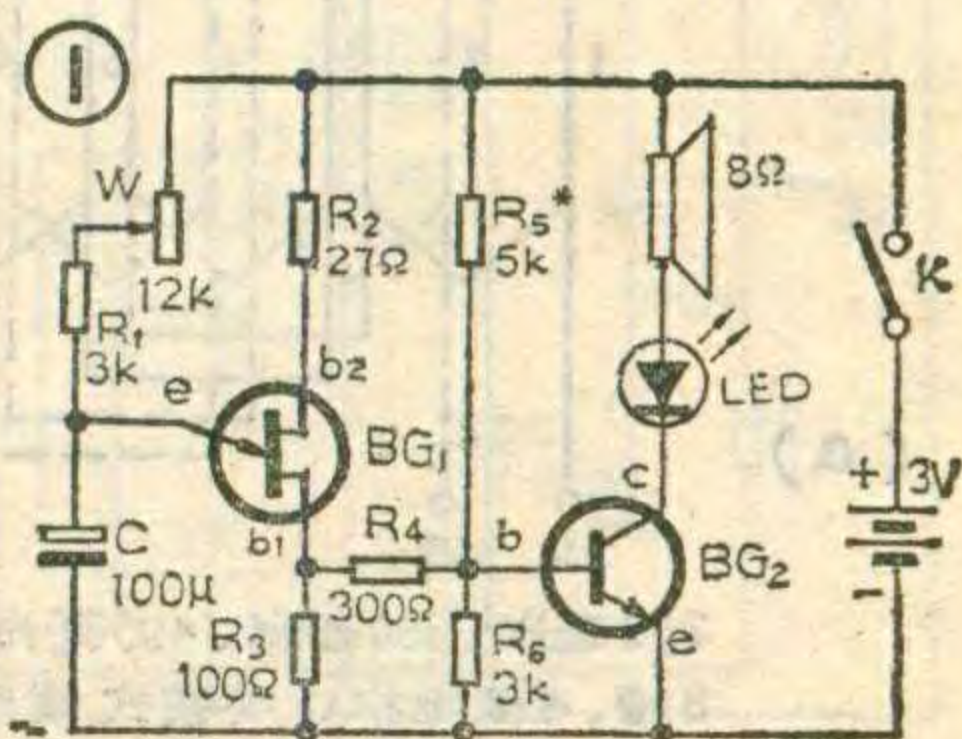 1
W
12k
R₁
3k
e
C
100μ
R₂
27Ω
b₂
BG₁
b₁
R₃
100Ω
R₄
300Ω
R₅*
5k
b
R₆
3k
8Ω
LED
c
BG₂
e
K
+ 3V
-